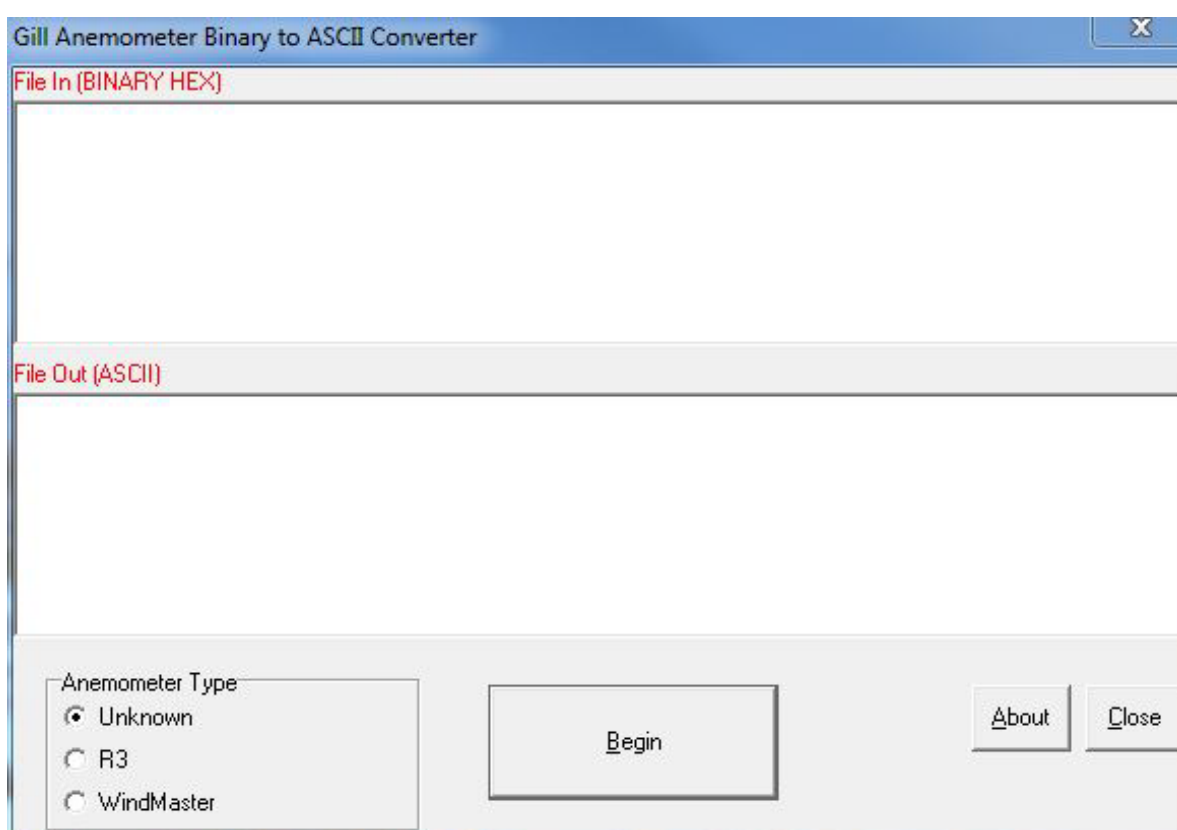 Gill Anemometer Binary to ASCII Converter
X
File In (BINARY HEX)
File Out (ASCII)
Anemometer Type
Unknown
R3
WindMaster
Begin
About
Close